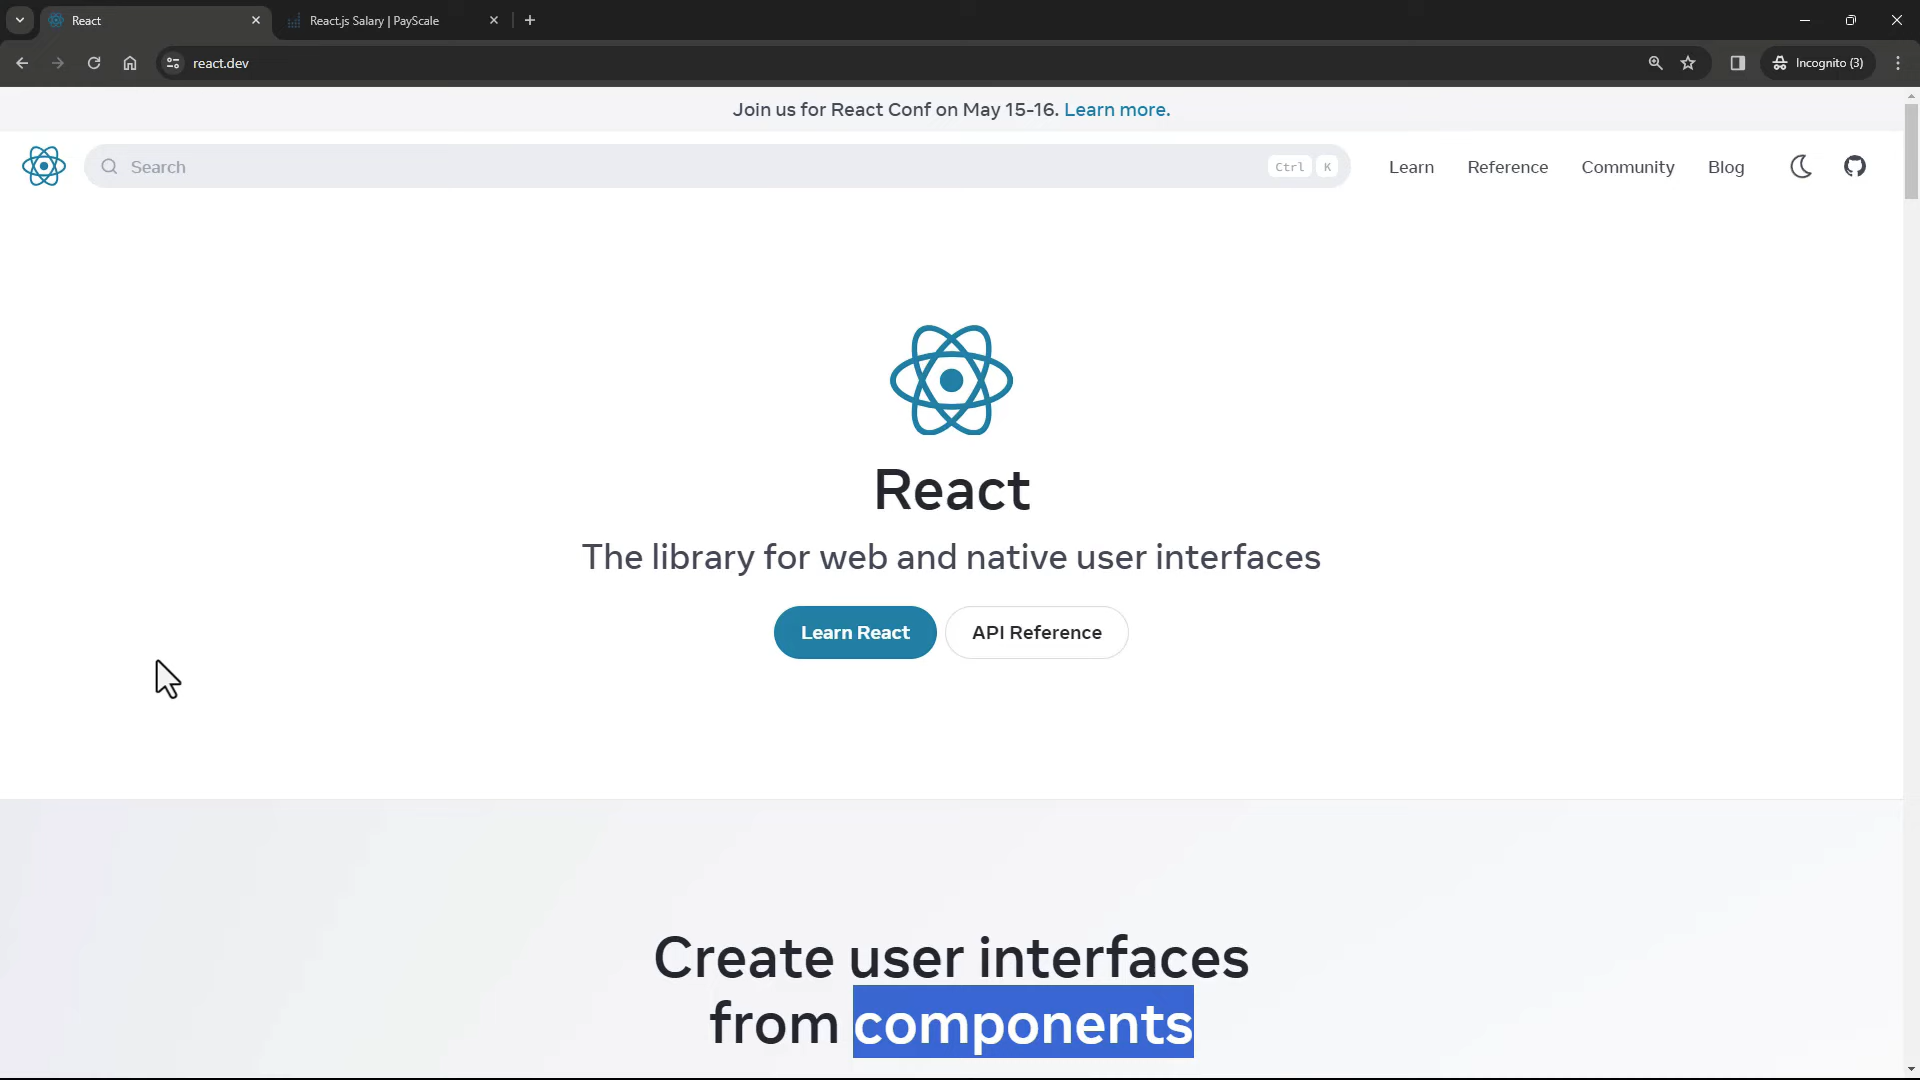 React
React.js Salary | PayScale
react.dev
Incognito (3)
Join us for React Conf on May 15-16. Learn more.
Search
Ctrl K
Learn
Reference
Community
Blog
React
The library for web and native user interfaces
Learn React
API Reference
Create user interfaces
from components